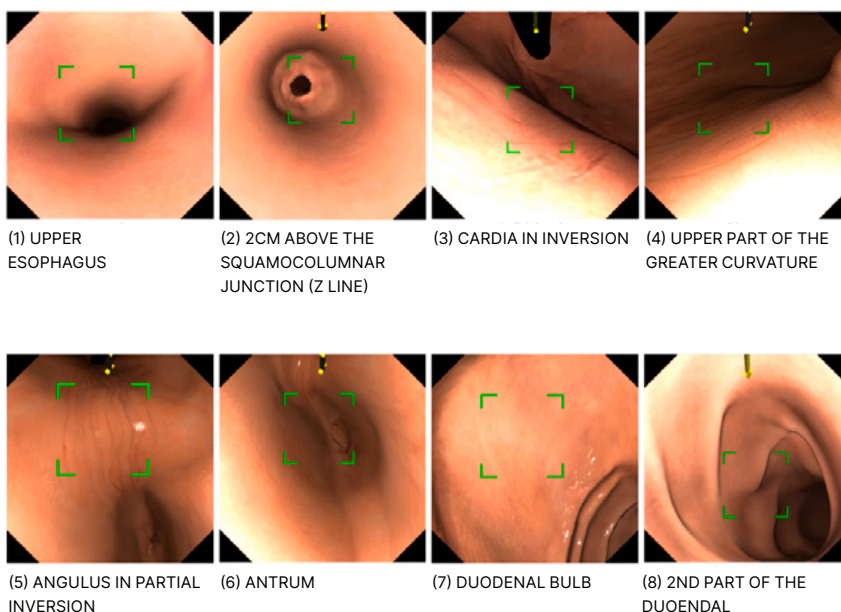 (1) UPPER
ESOPHAGUS
(2) 2CM ABOVE THE
SQUAMOCOLUMNAR
JUNCTION (Z LINE)
(3) CARDIA IN INVERSION
(4) UPPER PART OF THE
GREATER CURVATURE
(5) ANGULUS IN PARTIAL
INVERSION
(6) ANTRUM
(7) DUODENAL BULB
(8) 2ND PART OF THE
DUOENDAL